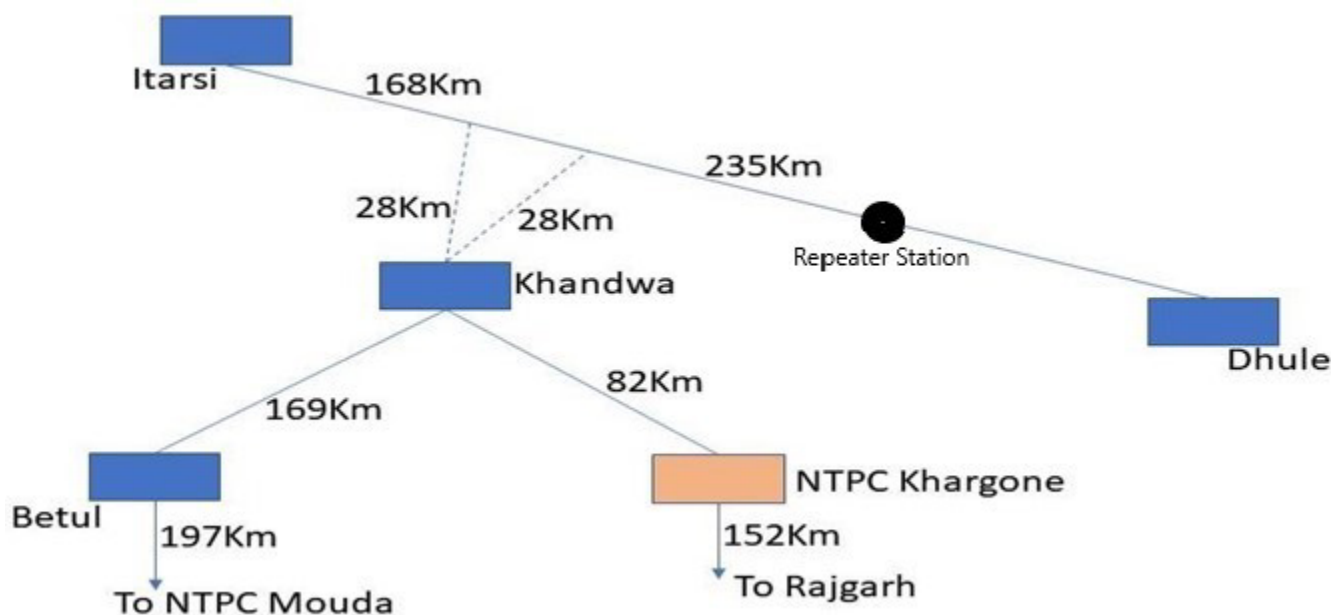 Itarsi
168Km
235Km
28Km
28Km
Repeater Station
Khandwa
Dhule
82Km
169Km
NTPC Khargone
Betul
197Km
152Km
To Rajgarh
To NTPC Mouda